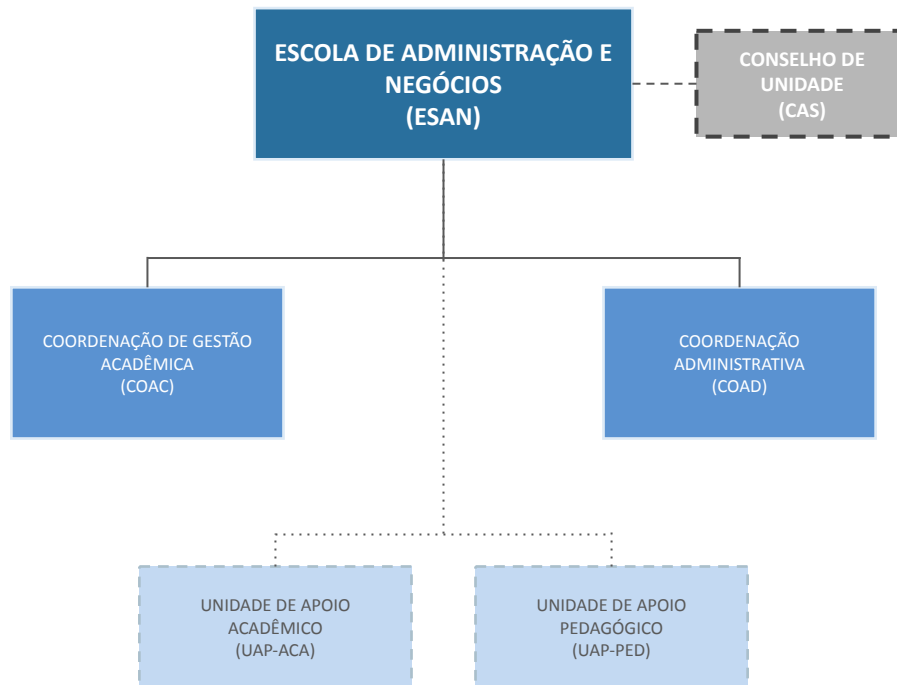 ESCOLA DE ADMINISTRAÇÃO E
NEGÓCIOS
(ESAN)
CONSELHO DE
UNIDADE
(CAS)
COORDENAÇÃO DE GESTÃO
ACADÊMICA
(COAC)
COORDENAÇÃO
ADMINISTRATIVA
(COAD)
UNIDADE DE APOIO
ACADÊMICO
(UAP-ACA)
UNIDADE DE APOIO
PEDAGÓGICO
(UAP-PED)